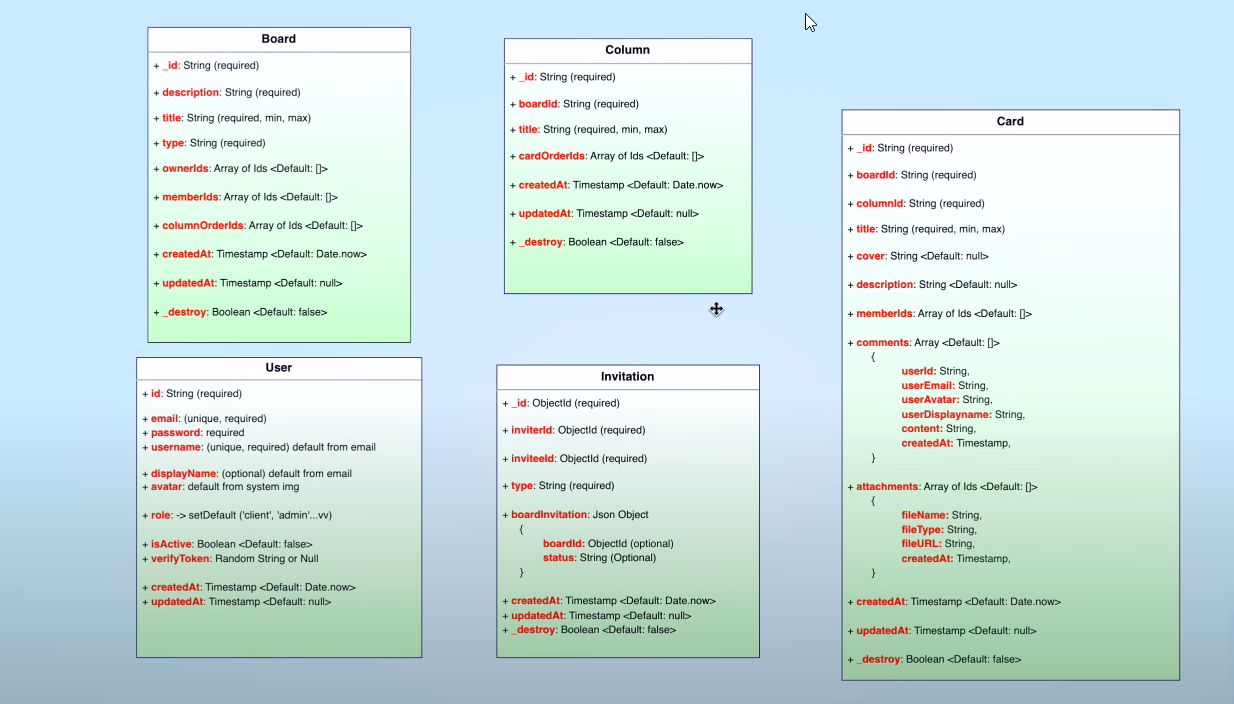 Board
+ _id: String (required)
+ description: String (required)
+ title: String (required, min, max)
+ type: String (required)
+ ownerIds: Array of Ids <Default: []>
+ memberIds: Array of Ids <Default: []>
+ columnOrderIds: Array of Ids <Default: []>
+ createdAt: Timestamp <Default: Date.now>
+ updatedAt: Timestamp <Default: null>
+ _destroy: Boolean <Default: false>
Column
+ _id: String (required)
+ boardId: String (required)
+ title: String (required, min, max)
+ cardOrderIds: Array of Ids <Default: []>
+ createdAt: Timestamp <Default: Date.now>
+ updatedAt: Timestamp <Default: null>
+ _destroy: Boolean <Default: false>
Card
+ _id: String (required)
+ boardId: String (required)
+ columnId: String (required)
+ title: String (required, min, max)
+ cover: String <Default: null>
+ description: String <Default: null>
+ memberIds: Array of Ids <Default: []>
+ comments: Array <Default: []>
{
userId: String,
userEmail: String,
userAvatar: String,
userDisplayname: String,
content: String,
createdAt: Timestamp,
}
+ attachments: Array of Ids <Default: []>
{
fileName: String,
fileType: String,
fileURL: String,
createdAt: Timestamp,
}
+ createdAt: Timestamp <Default: Date.now>
+ updatedAt: Timestamp <Default: null>
+ _destroy: Boolean <Default: false>
User
+ id: String (required)
+ email: (unique, required)
+ password: required
+ username: (unique, required) default from email
+ displayName: (optional) default from email
+ avatar: default from system img
+ role: -> setDefault ('client', 'admin'...vv)
+ isActive: Boolean <Default: false>
+ verifyToken: Random String or Null
+ createdAt: Timestamp <Default: Date.now>
+ updatedAt: Timestamp <Default: null>
Invitation
+ _id: ObjectId (required)
+ inviterId: ObjectId (required)
+ inviteeId: ObjectId (required)
+ type: String (required)
+ boardInvitation: Json Object
{
boardId: ObjectId (optional)
status: String (Optional)
}
+ createdAt: Timestamp <Default: Date.now>
+ updatedAt: Timestamp <Default: null>
+ _destroy: Boolean <Default: false>